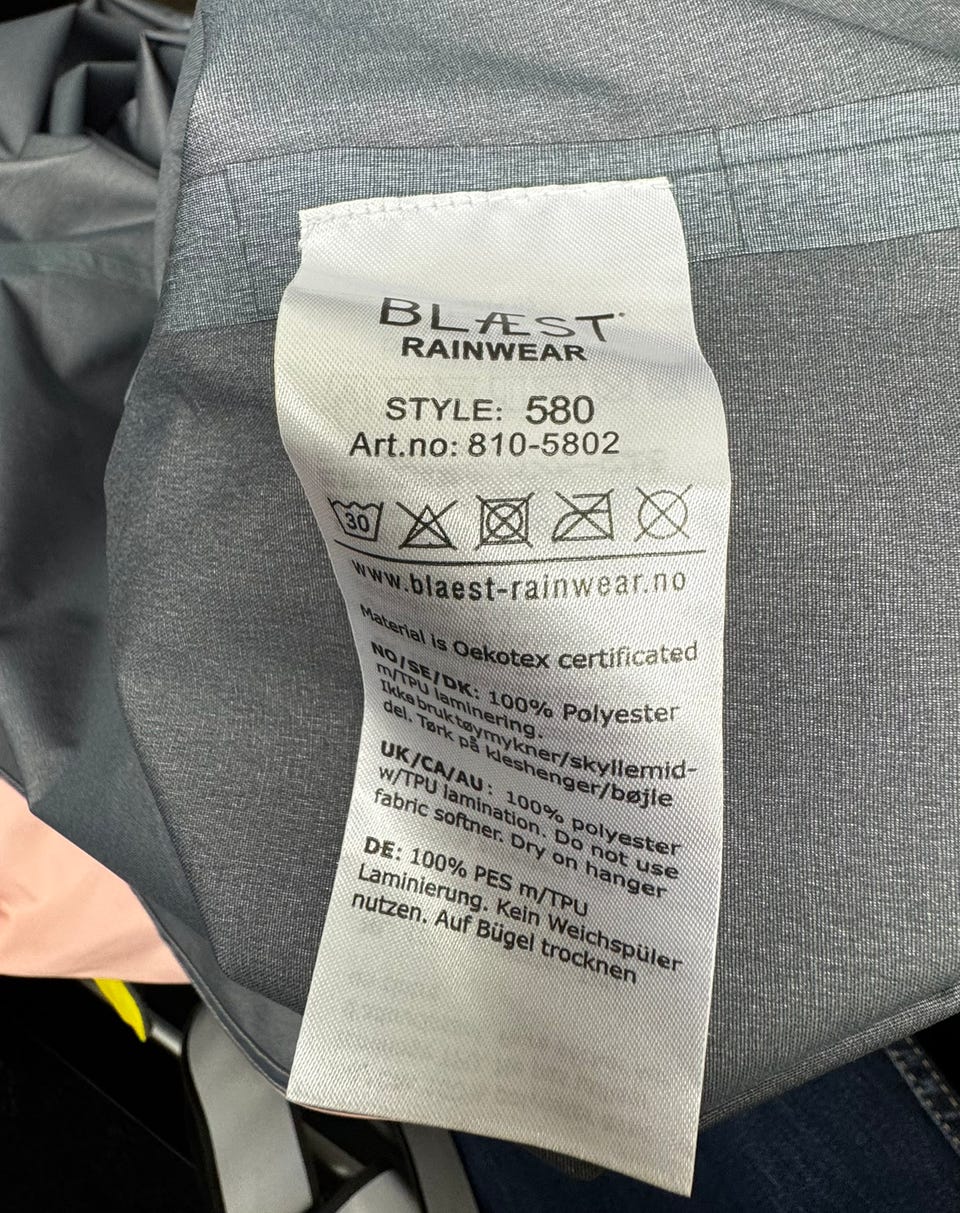 BLÆST
RAINWEAR
STYLE: 580
Art.no: 810-5802
30
www.blaest-rainwear.no
Material is Oekotex certificated
NO/SE/DK: 100% Polyester
m/TPU laminering.
Ikke bruk tøymykner/skyllemid-
del. Tørk på kleshenger/bøjle
UK/CA/AU: 100% polyester
w/TPU lamination. Do not use
fabric softner. Dry on hanger
DE: 100% PES m/TPU
Laminierung. Kein Weichspüler
nutzen. Auf Bügel trocknen